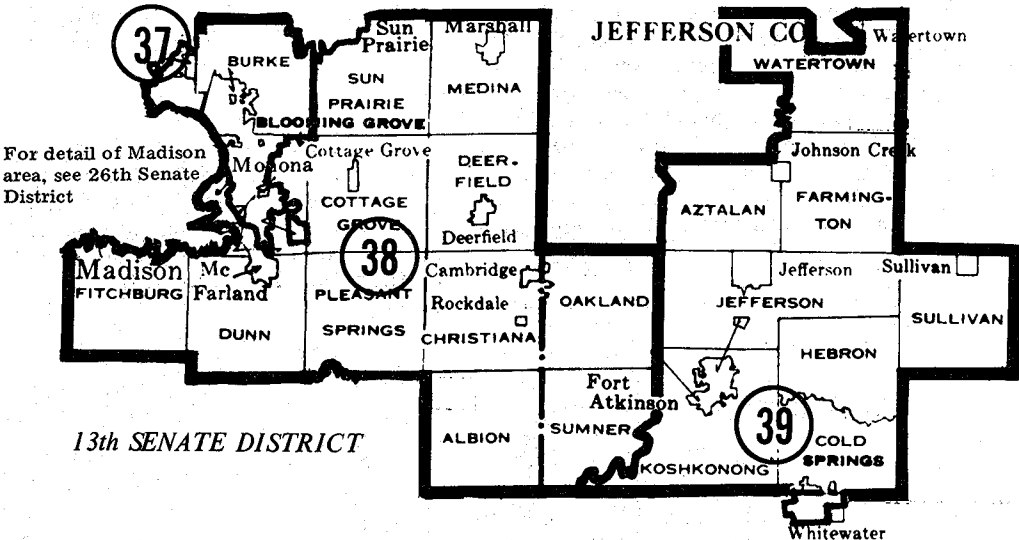 37
Sun
Prairie
Marshall
JEFFERSON CO
Watertown
BURKE
SUN
PRAIRIE
MEDINA
WATERTOWN
BLOOMING GROVE
For detail of Madison
area, see 26th Senate
District
Monona
Cottage Grove
DEER-
FIELD
Johnson Creek
COTTAGE
GROVE
AZTALAN
FARMING-
TON
Deerfield
38
Madison
FITCHBURG
Mc
Farland
PLEASANT
SPRINGS
Cambridge
Rockdale
CHRISTIANA
OAKLAND
Jefferson
JEFFERSON
Sullivan
SULLIVAN
DUNN
HEBRON
Fort
Atkinson
39
13th SENATE DISTRICT
ALBION
SUMNER
KOSHKONONG
COLD
SPRINGS
Whitewater